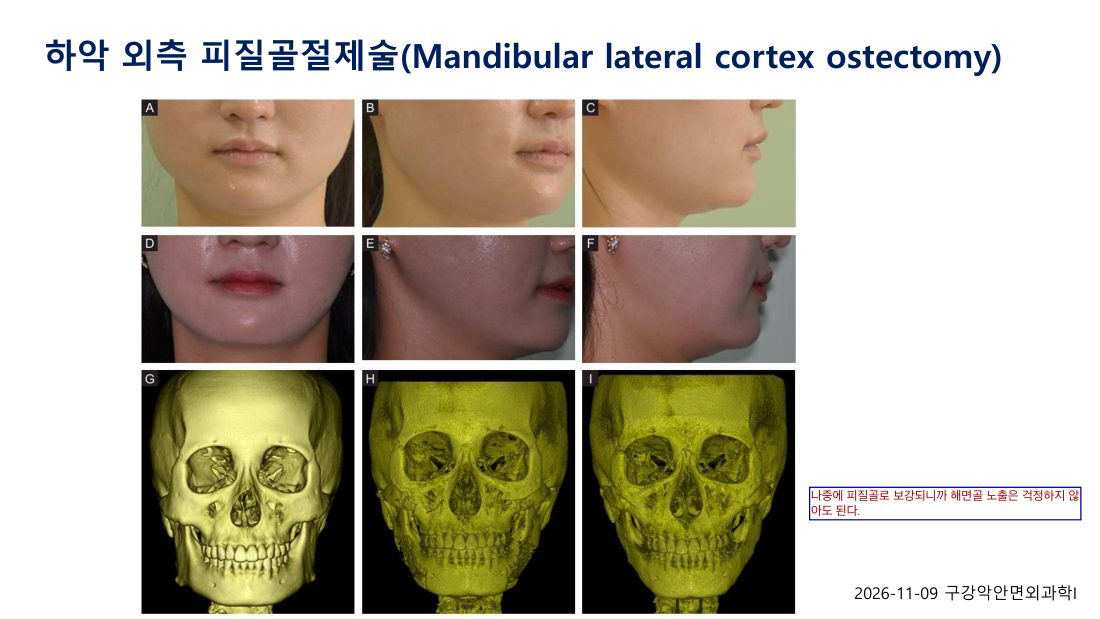 하악 외측 피질골절제술(Mandibular lateral cortex ostectomy)
A
B
C
D
E
F
G
H
I
나중에 피질골로 보강되니까 해면골 노출은 걱정하지 않
아도 된다.
2026-11-09 구강악안면외과학I